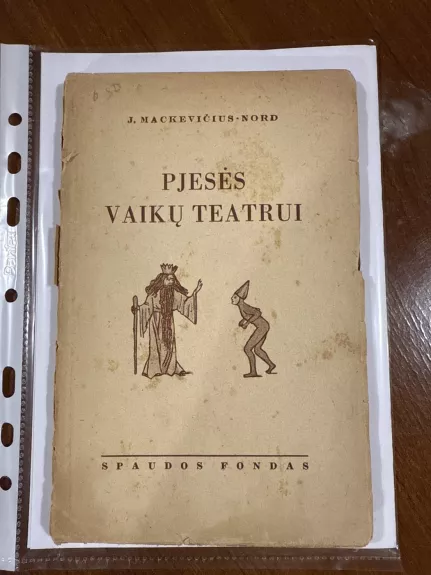 J. MACKEVIČIUS-NORD
PJESĖS
VAIKŲ TEATRUI
SPAUDOS FONDAS